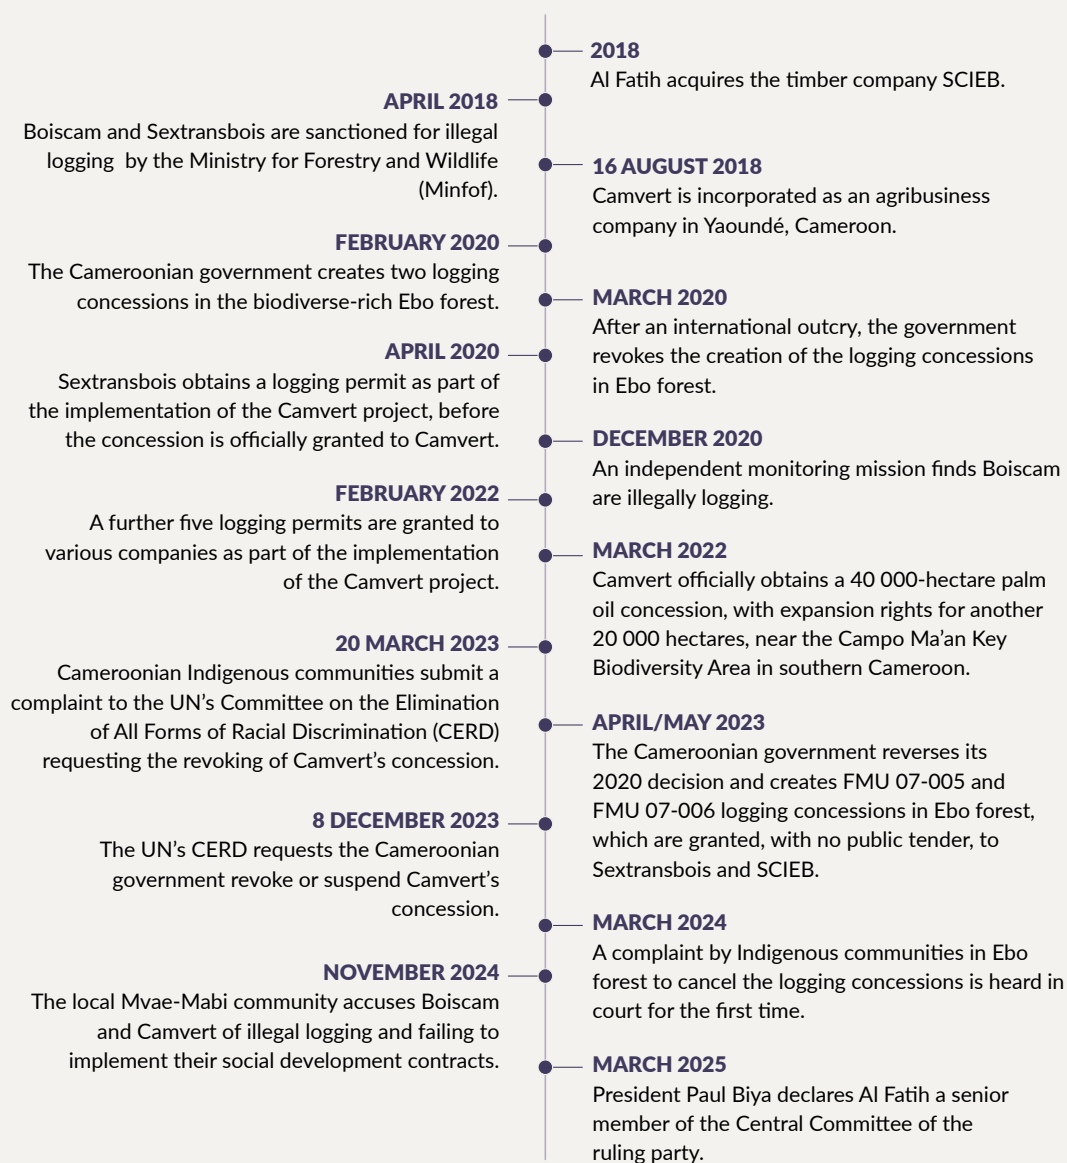 2018
Al Fatih acquires the timber company SCIEB.
APRIL 2018
Boiscam and Sextransbois are sanctioned for illegal
logging by the Ministry for Forestry and Wildlife
(Minfof).
16 AUGUST 2018
Camvert is incorporated as an agribusiness
company in Yaoundé, Cameroon.
FEBRUARY 2020
The Cameroonian government creates two logging
concessions in the biodiverse-rich Ebo forest.
MARCH 2020
After an international outcry, the government
revokes the creation of the logging concessions
in Ebo forest.
APRIL 2020
Sextransbois obtains a logging permit as part of
the implementation of the Camvert project, before
the concession is officially granted to Camvert.
DECEMBER 2020
An independent monitoring mission finds Boiscam
are illegally logging.
FEBRUARY 2022
A further five logging permits are granted to
various companies as part of the implementation
of the Camvert project.
MARCH 2022
Camvert officially obtains a 40 000-hectare palm
oil concession, with expansion rights for another
20 000 hectares, near the Campo Ma'an Key
Biodiversity Area in southern Cameroon.
20 MARCH 2023
Cameroonian Indigenous communities submit a
complaint to the UN's Committee on the Elimination
of All Forms of Racial Discrimination (CERD)
requesting the revoking of Camvert's concession.
APRIL/MAY 2023
The Cameroonian government reverses its
2020 decision and creates FMU 07-005 and
FMU 07-006 logging concessions in Ebo forest,
which are granted, with no public tender, to
Sextransbois and SCIEB.
8 DECEMBER 2023
The UN's CERD requests the Cameroonian
government revoke or suspend Camvert's
concession.
MARCH 2024
A complaint by Indigenous communities in Ebo
forest to cancel the logging concessions is heard in
court for the first time.
NOVEMBER 2024
The local Mvae-Mabi community accuses Boiscam
and Camvert of illegal logging and failing to
implement their social development contracts.
MARCH 2025
President Paul Biya declares Al Fatih a senior
member of the Central Committee of the
ruling party.